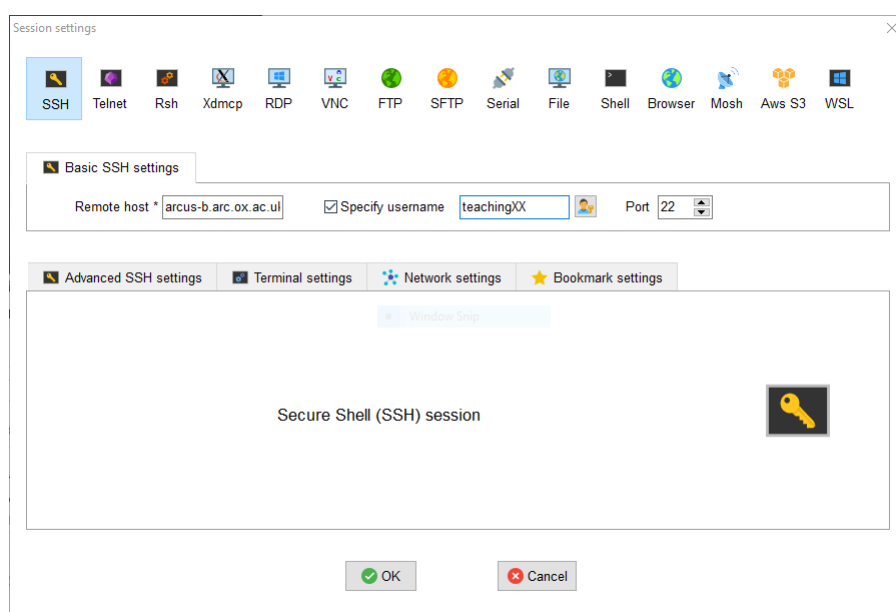 Session settings
SSH Telnet Rsh Xdmcp RDP VNC FTP SFTP Serial File Shell Browser Mosh Aws S3 WSL
Basic SSH settings
Remote host * arcus-b.arc.ox.ac.u Specify username teachingXX Port 22
Advanced SSH settings Terminal settings Network settings Bookmark settings
Window Snip
Secure Shell (SSH) session
OK Cancel